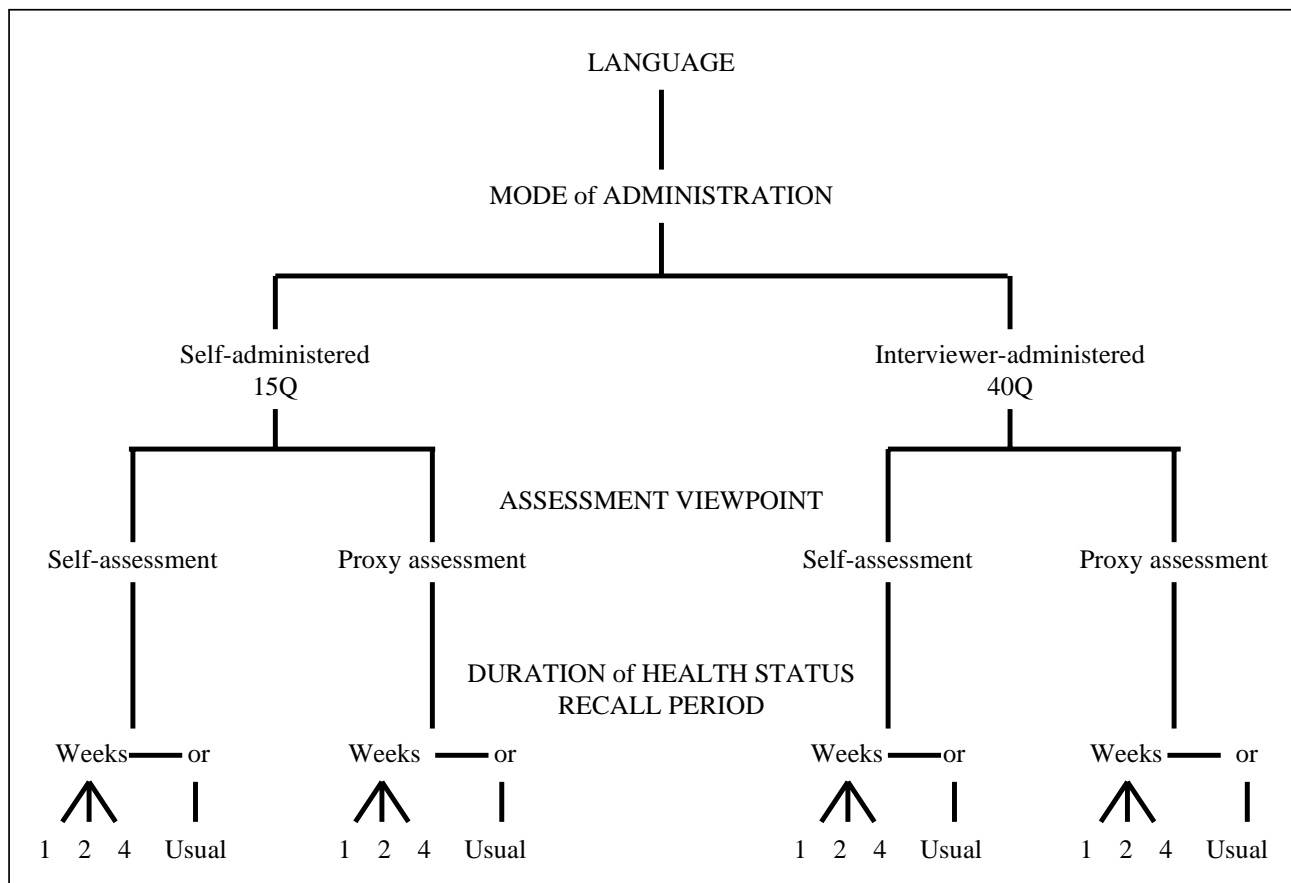 LANGUAGE
MODE of ADMINISTRATION
Self-administered
15Q
Interviewer-administered
40Q
ASSESSMENT VIEWPOINT
Self-assessment Proxy assessment Self-assessment Proxy assessment
DURATION of HEALTH STATUS
RECALL PERIOD
Weeks or Weeks or Weeks or Weeks or
1 2 4 Usual 1 2 4 Usual 1 2 4 Usual 1 2 4 Usual